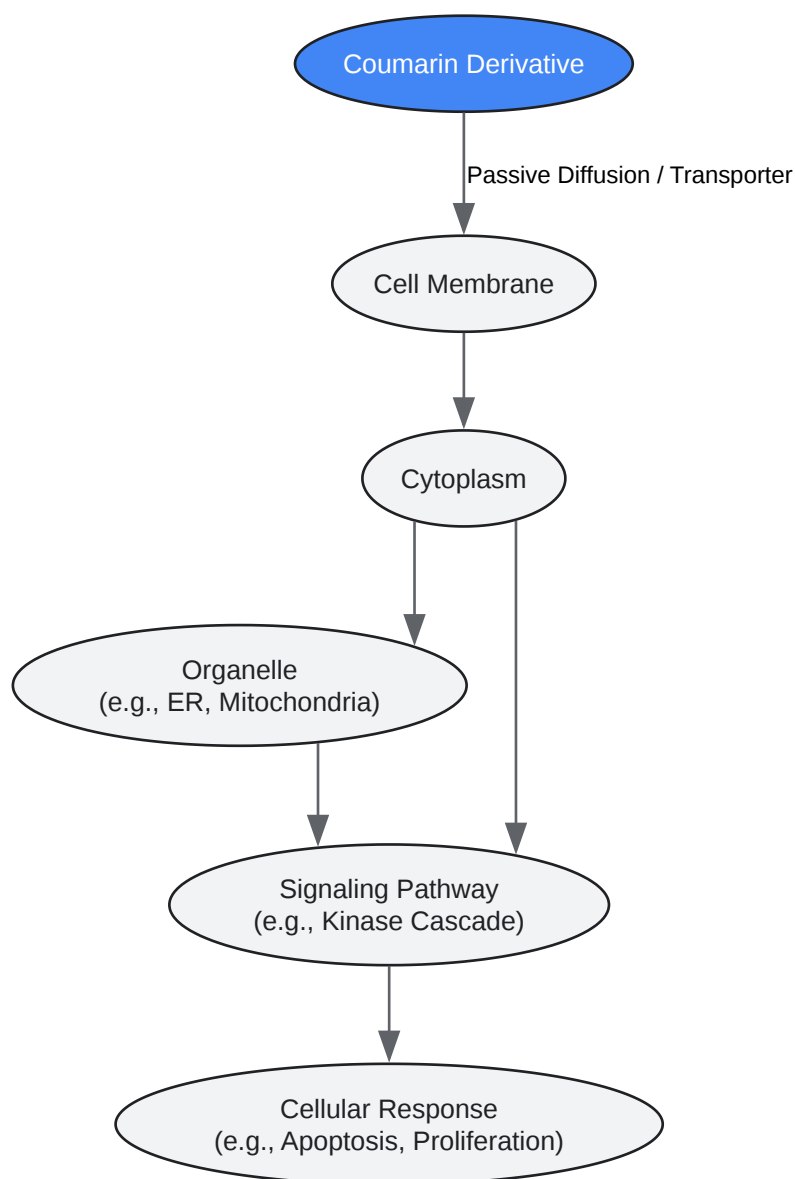 Coumarin Derivative
Passive Diffusion / Transporter
Cell Membrane
Cytoplasm
Organelle
(e.g., ER, Mitochondria)
Signaling Pathway
(e.g., Kinase Cascade)
Cellular Response
(e.g., Apoptosis, Proliferation)